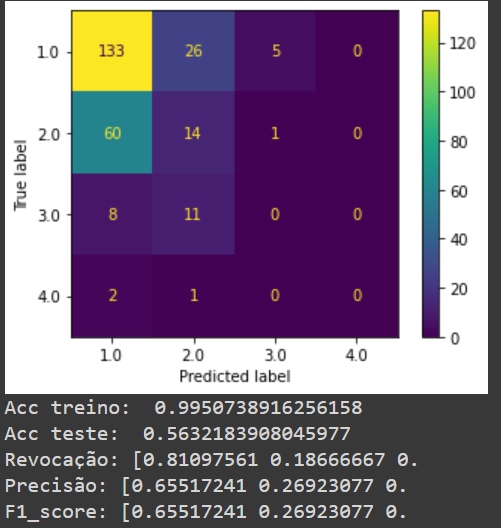 1.0 133 26 5 0
2.0 60 14 1 0
3.0 8 11 0 0
4.0 2 1 0 0
1.0 2.0 3.0 4.0
Predicted label
True label
120
100
80
60
40
20
0
Acc treino:  0.9950738916256158
Acc teste:  0.5632183908045977
Revocação: [0.81097561 0.18666667 0.
Precisão: [0.65517241 0.26923077 0.
F1_score: [0.65517241 0.26923077 0.